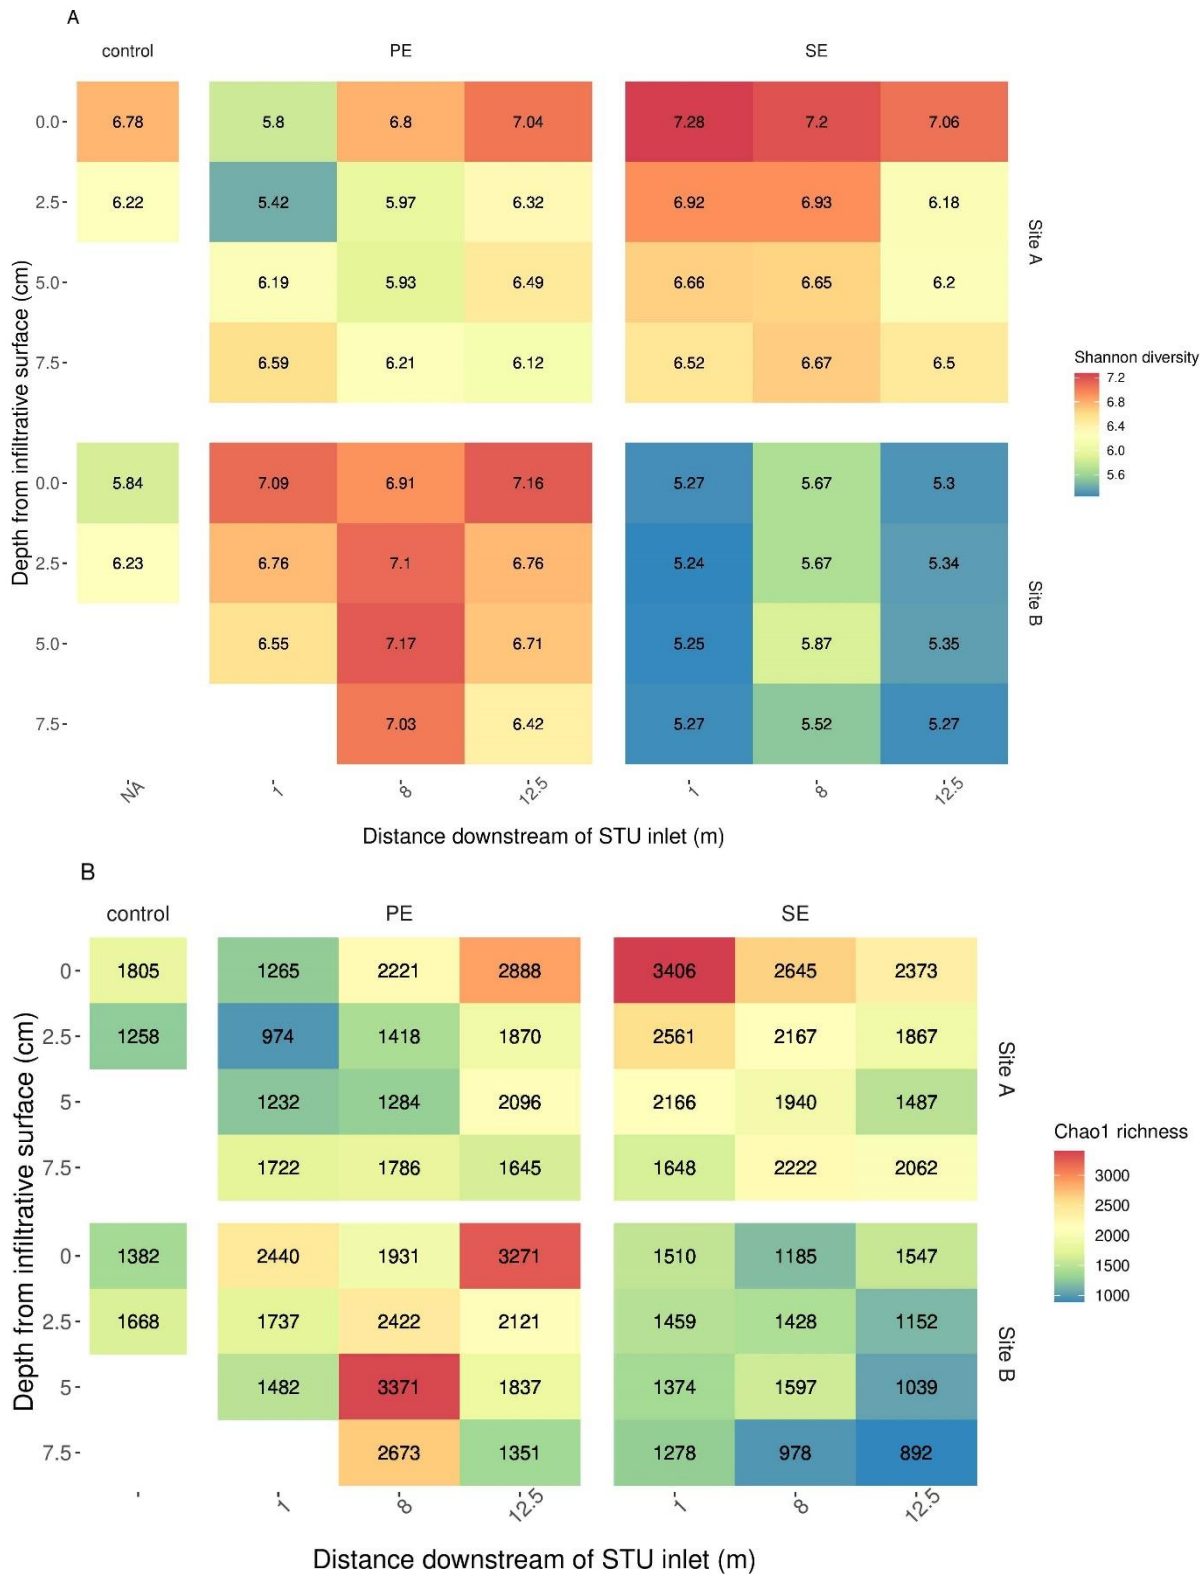 A
control PE SE
0.0- 6.78 5.8 6.8 7.04 7.28 7.2 7.06
2.5- 6.22 5.42 5.97 6.32 6.92 6.93 6.18
5.0- 6.19 5.93 6.49 6.66 6.65 6.2
7.5- 6.59 6.21 6.12 6.52 6.67 6.5
Site A
0.0- 5.84 7.09 6.91 7.16 5.27 5.67 5.3
2.5- 6.23 6.76 7.1 6.76 5.24 5.67 5.34
5.0- 6.55 7.17 6.71 5.25 5.87 5.35
7.5- 7.03 6.42 5.27 5.52 5.27
Site B
Depth from infiltrative surface (cm)
NA 1 8 12.5 1 8 12.5
Distance downstream of STU inlet (m)
Shannon diversity
7.2
6.8
6.4
6.0
5.6
B
control PE SE
0- 1805 1265 2221 2888 3406 2645 2373
2.5- 1258 974 1418 1870 2561 2167 1867
5- 1232 1284 2096 2166 1940 1487
7.5- 1722 1786 1645 1648 2222 2062
Site A
0- 1382 2440 1931 3271 1510 1185 1547
2.5- 1668 1737 2422 2121 1459 1428 1152
5- 1482 3371 1837 1374 1597 1039
7.5- 2673 1351 1278 978 892
Site B
Depth from infiltrative surface (cm)
- 1 8 12.5 1 8 12.5
Distance downstream of STU inlet (m)
Chao1 richness
3000
2500
2000
1500
1000